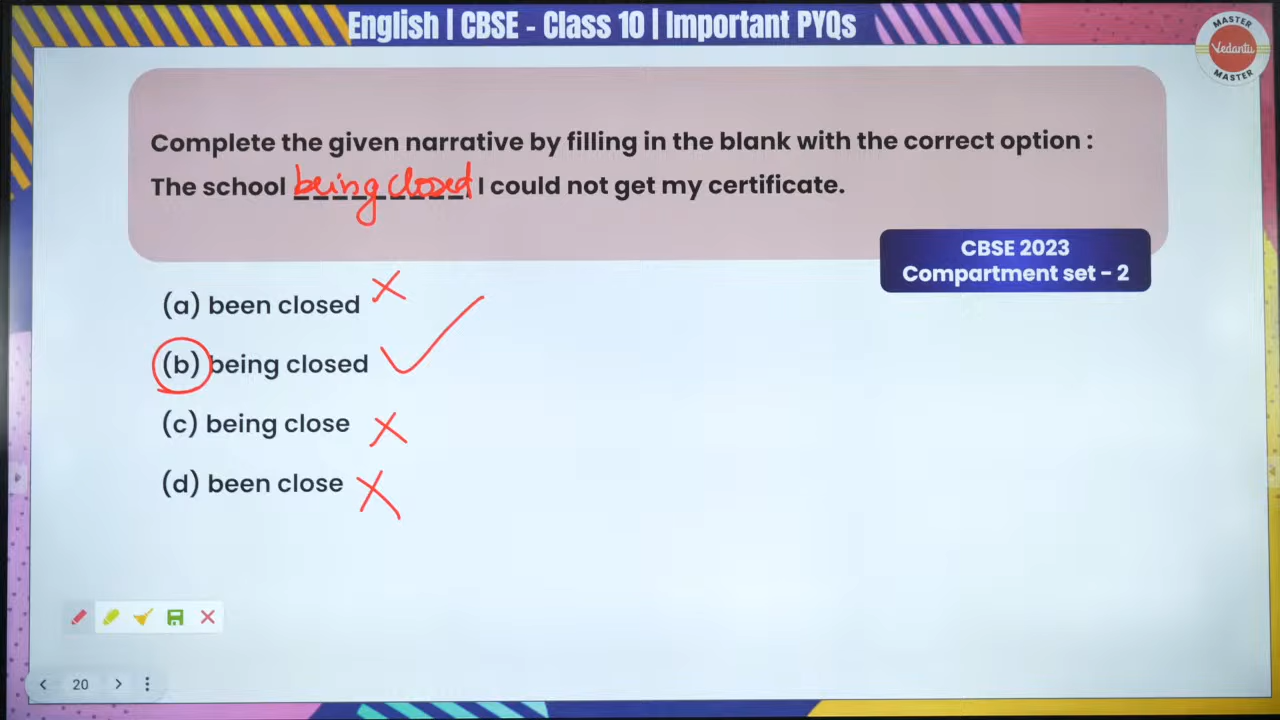 English | CBSE - Class 10 | Important PYQs
MASTER
Vedantu
MASTER
Complete the given narrative by filling in the blank with the correct option :
The school being closed, I could not get my certificate.
CBSE 2023
Compartment set - 2
(a) been closed
(b) being closed
(c) being close
(d) been close
20